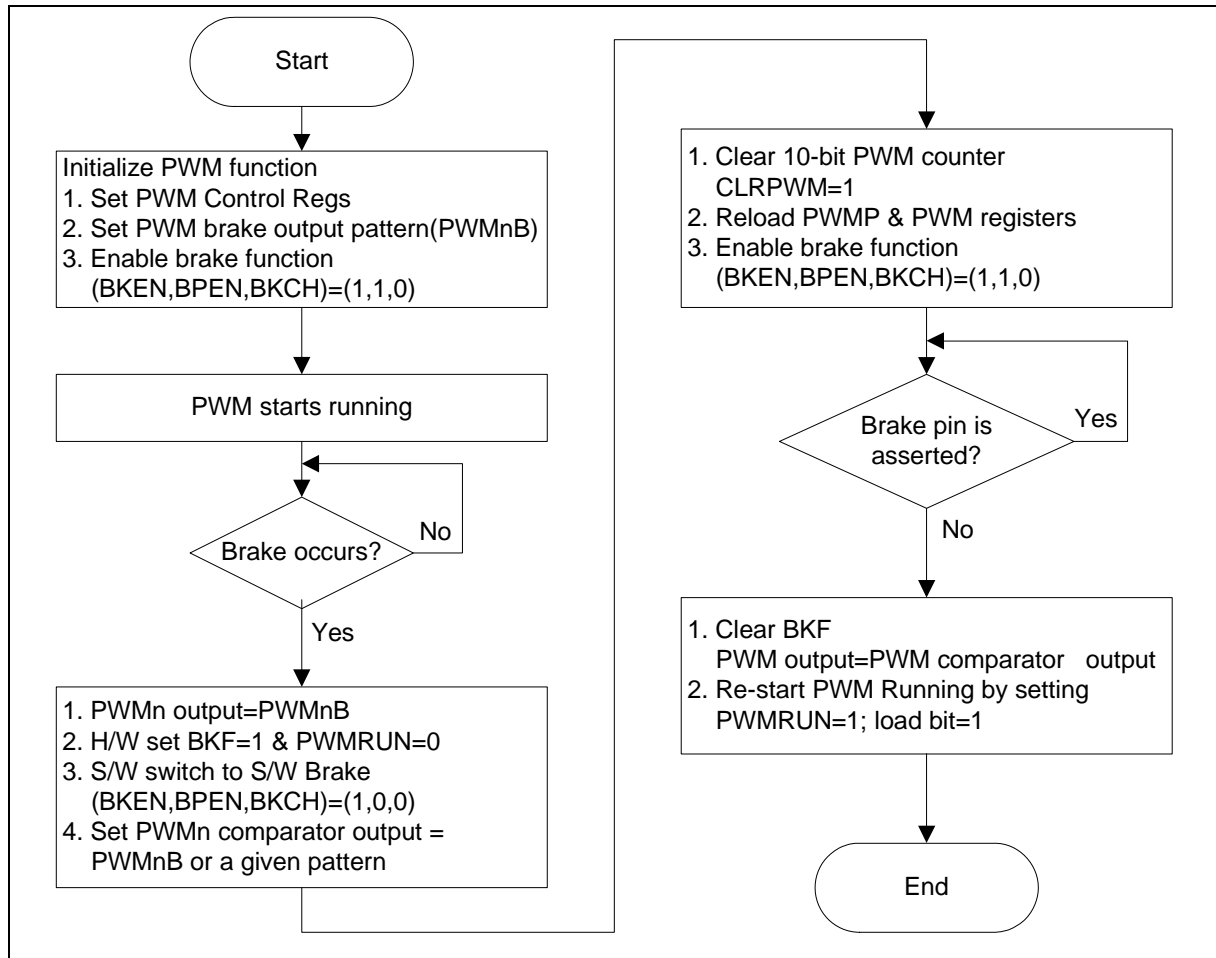 Start
Initialize PWM function
1. Set PWM Control Regs
2. Set PWM brake output pattern(PWMnB)
3. Enable brake function
(BKEN,BPEN,BKCH)=(1,1,0)
PWM starts running
Brake occurs?
No
Yes
1. PWMn output=PWMnB
2. H/W set BKF=1 & PWMRUN=0
3. S/W switch to S/W Brake
(BKEN,BPEN,BKCH)=(1,0,0)
4. Set PWMn comparator output =
PWMnB or a given pattern
1. Clear 10-bit PWM counter
CLRPWM=1
2. Reload PWMP & PWM registers
3. Enable brake function
(BKEN,BPEN,BKCH)=(1,1,0)
Brake pin is
asserted?
Yes
No
1. Clear BKF
PWM output=PWM comparator output
2. Re-start PWM Running by setting
PWMRUN=1; load bit=1
End